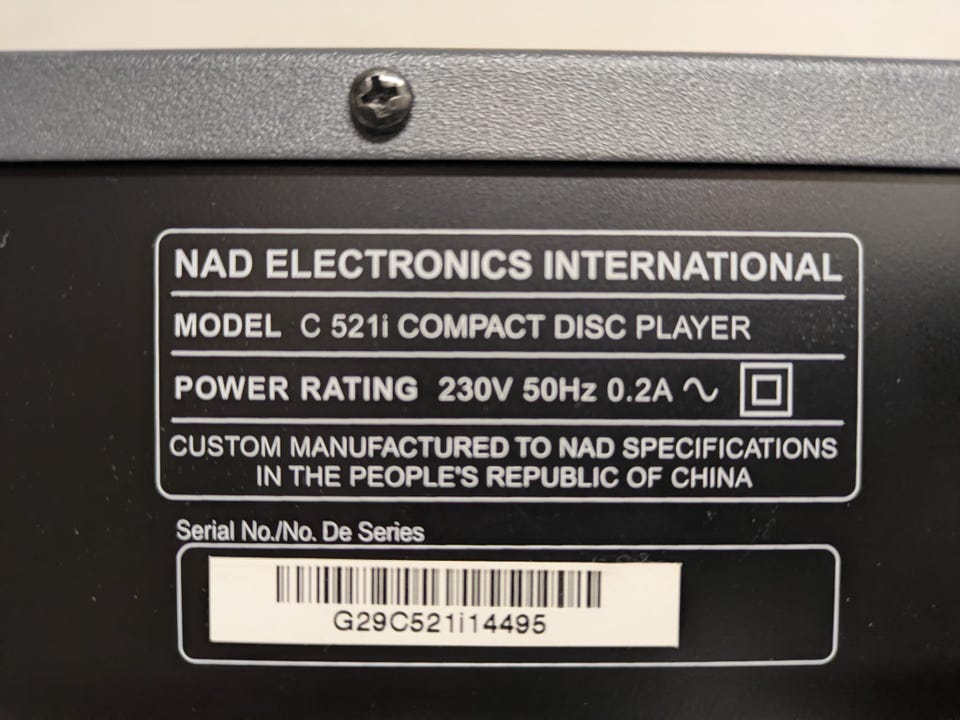 NAD ELECTRONICS INTERNATIONAL
MODEL C 521i COMPACT DISC PLAYER
POWER RATING 230V 50Hz 0.2A ~
CUSTOM MANUFACTURED TO NAD SPECIFICATIONS
IN THE PEOPLE'S REPUBLIC OF CHINA
Serial No./No. De Series
G29C521i14495